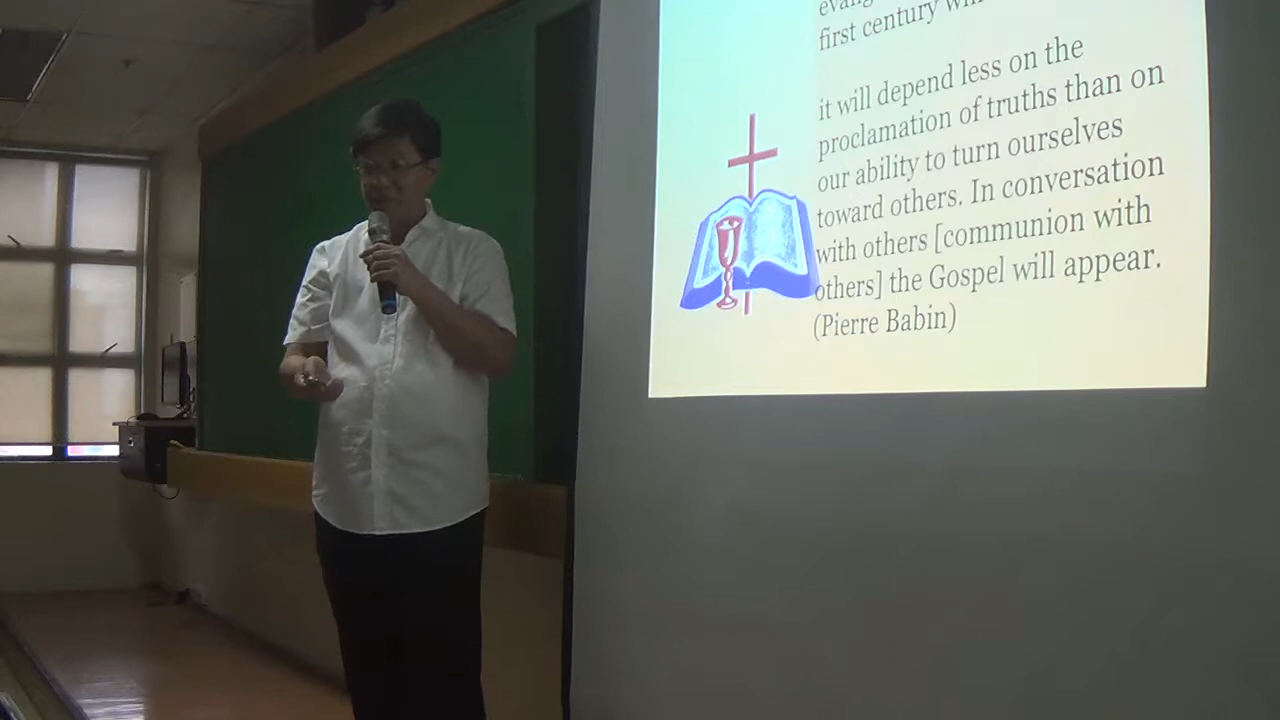 first century
it will depend less on the
proclamation of truths than on
our ability to turn ourselves
toward others. In conversation
with others [communion with
others] the Gospel will appear.
(Pierre Babin)